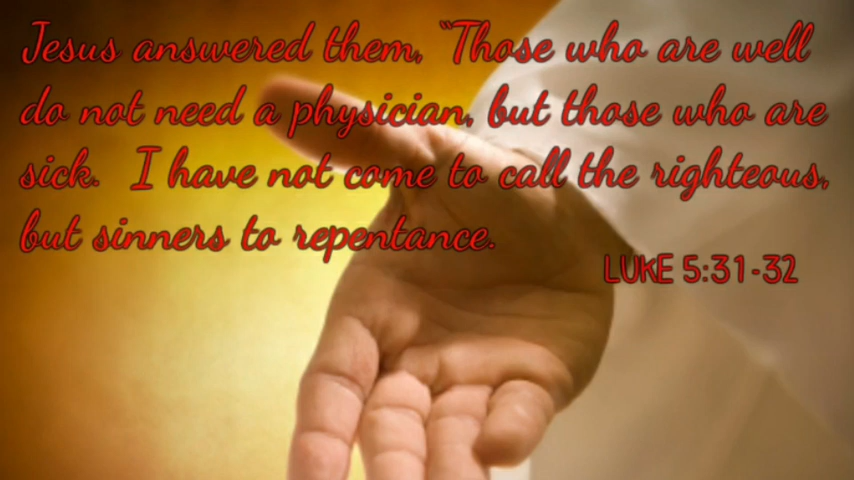 Jesus answered them, "Those who are well
do not need a physician, but those who are
sick. I have not come to call the righteous,
but sinners to repentance.
LUKE 5:31-32